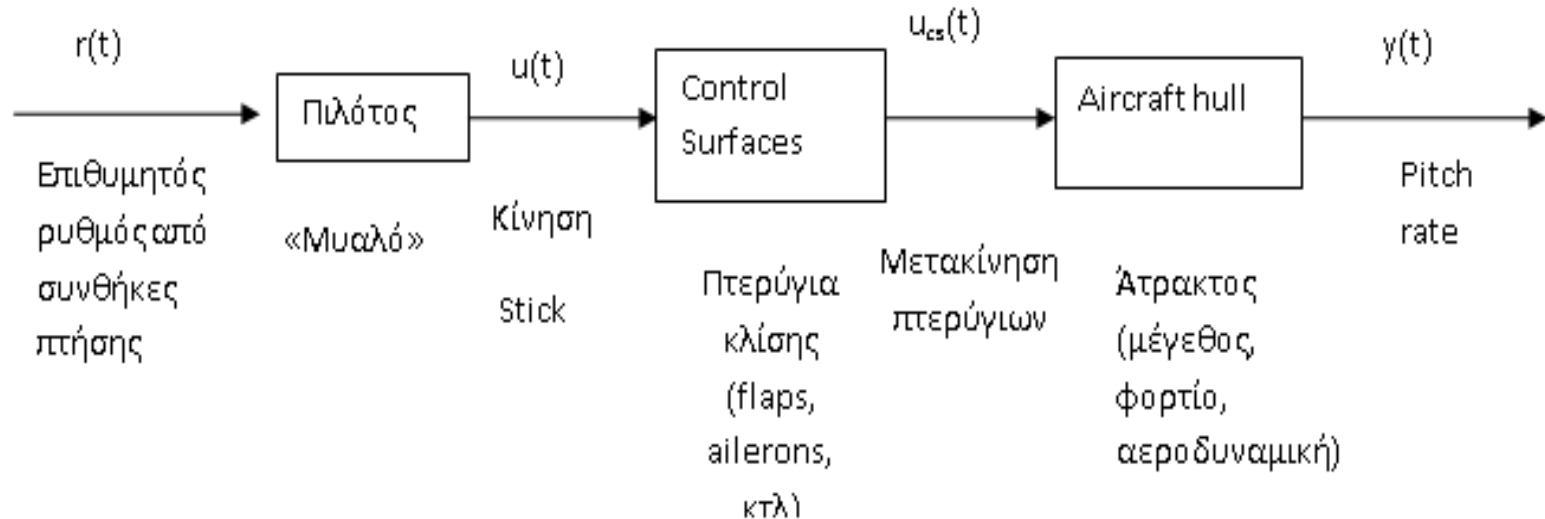 r(t)
Πιλότος
u(t)
Control
Surfaces
u_cs(t)
Aircraft hull
y(t)
Επιθυμητός
ρυθμός από
συνθήκες
πτήσης
«Μυαλό»
Κίνηση
Stick
Πτερύγια
κλίσης
(flaps,
ailerons,
κτλ)
Μετακίνηση
πτερύγιων
Άτρακτος
(μέγεθος,
φορτίο,
αεροδυναμική)
Pitch
rate